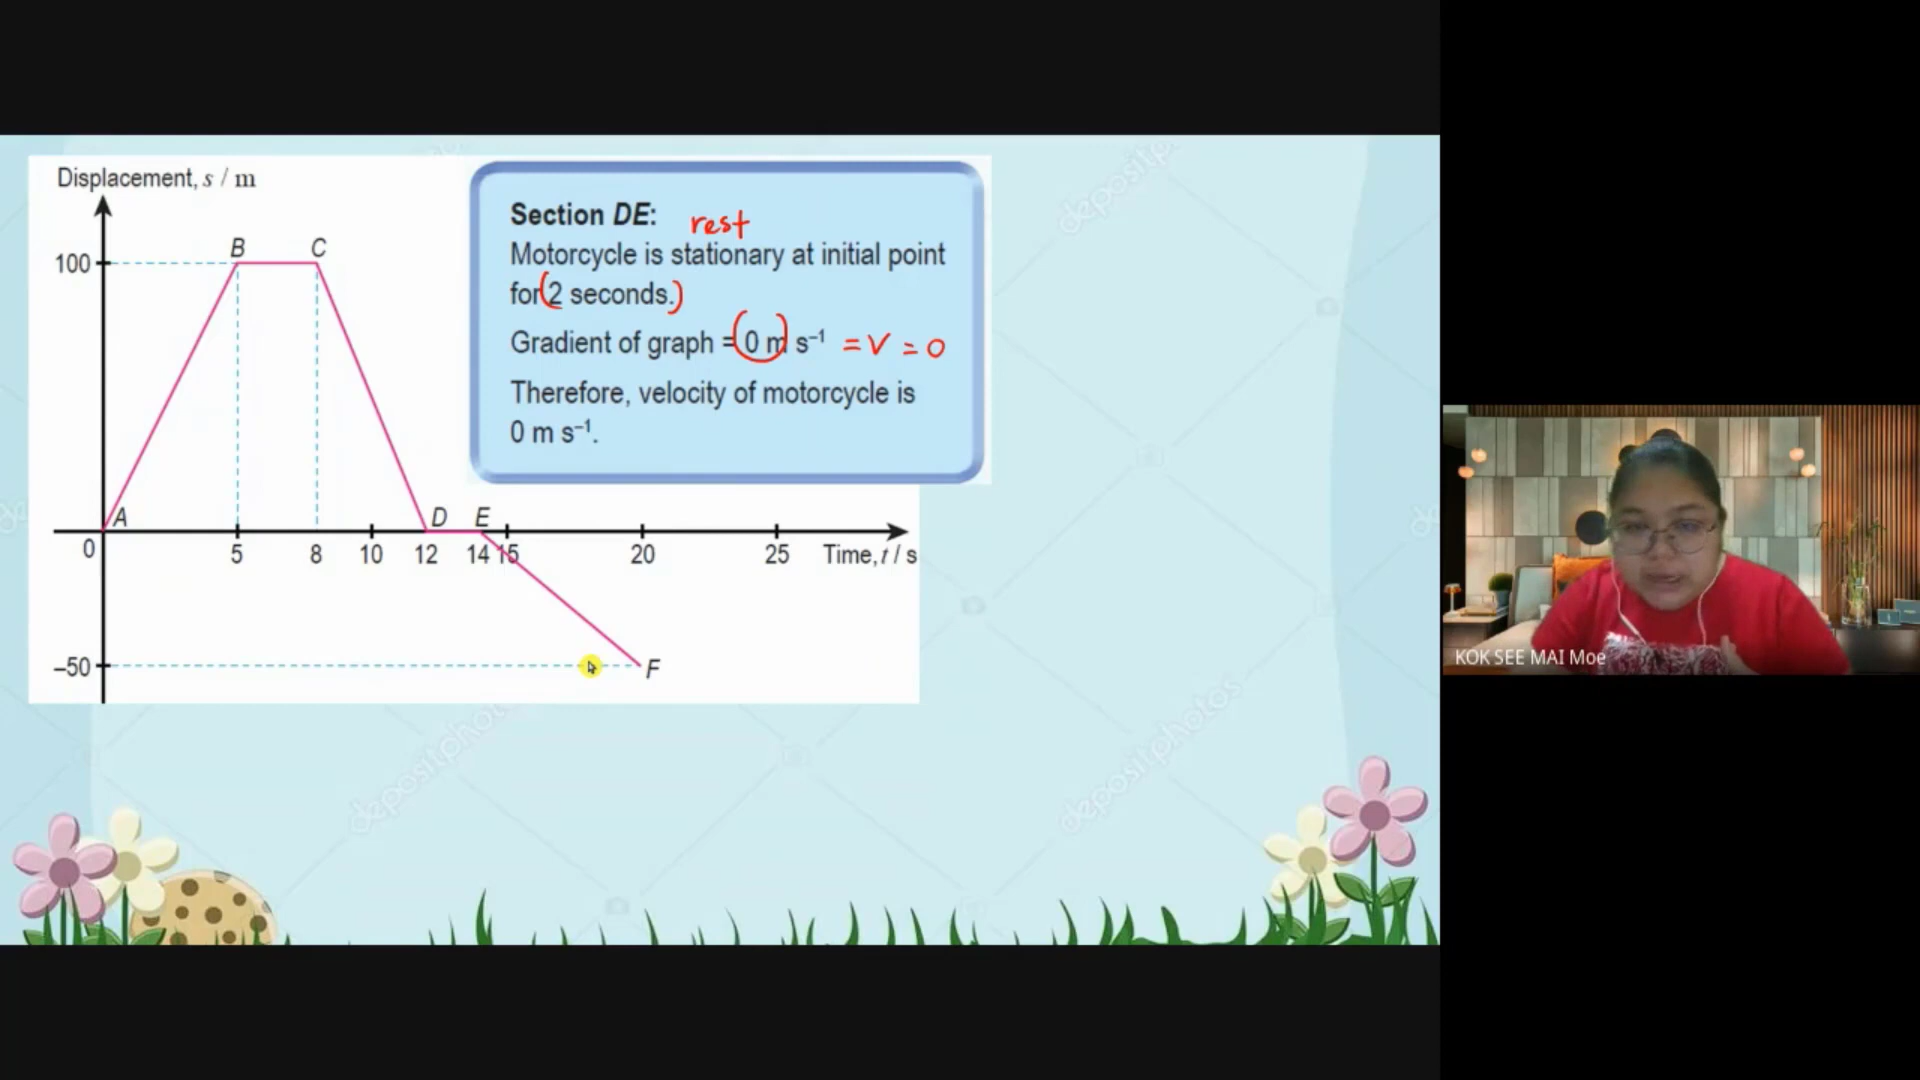 Displacement, s / m
B
C
100
A
D
E
0
5
8
10
12
14
15
20
25
Time, t / s
–50
F
Section DE:
rest
Motorcycle is stationary at initial point
for (2 seconds.)
Gradient of graph = (0 m) s⁻¹ = v = 0
Therefore, velocity of motorcycle is
0 m s⁻¹.
KOK SEE MAI Moe
depositphotos
depositphotos